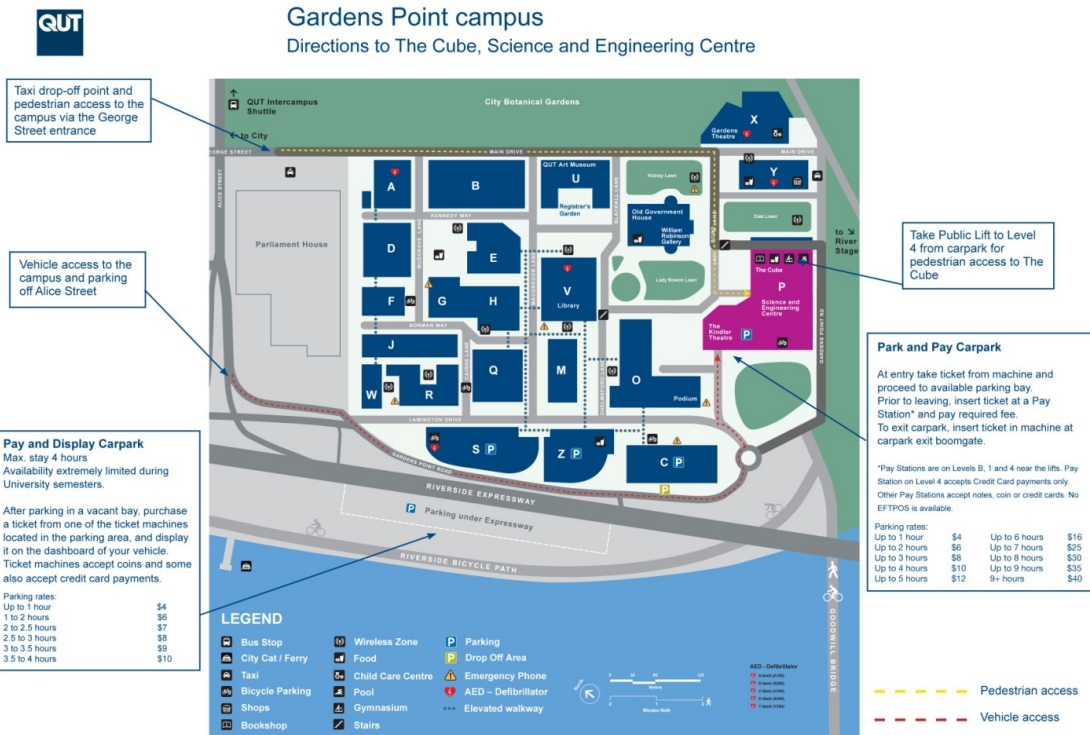 QUT
Gardens Point campus
Directions to The Cube, Science and Engineering Centre
Taxi drop-off point and
pedestrian access to the
campus via the George
Street entrance
Vehicle access to the
campus and parking
off Alice Street
Pay and Display Carpark
Max. stay 4 hours
Availability extremely limited during
University semesters.
After parking in a vacant bay, purchase
a ticket from one of the ticket machines
located in the parking area, and display
it on the dashboard of your vehicle.
Ticket machines accept coins and some
also accept credit card payments.
Parking rates:
Up to 1 hour $4
1 to 2 hours $6
2 to 2.5 hours $7
2.5 to 3 hours $8
3 to 3.5 hours $9
3.5 to 4 hours $10
QUT Intercampus
Shuttle
to City
City Botanical Gardens
ORGE STREET
MAIN DRIVE
MAIN DRIVE
ALICE STREET
Parliament House
X
Gardens
Theatre
A
B
QUT Art Museum
U
Registrar's
Garden
Kidney Lawn
Y
KENNEDY WAY
Old Government
House
William
Robinson
Gallery
East Lawn
to
River
Stage
D
E
V
Library
Lady Bowen Lawn
The Cube
P
Science and
Engineering
Centre
The
Kindler
Theatre
P
F
G
H
NORMAN WAY
J
W
R
Q
M
O
Podium
GARDENS POINT RD
LAMINGTON DRIVE
S P
Z P
C P
P
GARDENS POINT ROAD
RIVERSIDE EXPRESSWAY
P Parking under Expressway
RIVERSIDE BICYCLE PATH
GOODWILL BRIDGE
Take Public Lift to Level
4 from carpark for
pedestrian access to The
Cube
Park and Pay Carpark
At entry take ticket from machine and
proceed to available parking bay.
Prior to leaving, insert ticket at a Pay
Station* and pay required fee.
To exit carpark, insert ticket in machine at
carpark exit boomgate.
*Pay Stations are on Levels B, 1 and 4 near the lifts. Pay
Station on Level 4 accepts Credit Card payments only.
Other Pay Stations accept notes, coin or credit cards. No
EFTPOS is available.
Parking rates:
Up to 1 hour $4 Up to 6 hours $16
Up to 2 hours $6 Up to 7 hours $25
Up to 3 hours $8 Up to 8 hours $30
Up to 4 hours $10 Up to 9 hours $35
Up to 5 hours $12 9+ hours $40
LEGEND
Bus Stop
City Cat / Ferry
Taxi
Bicycle Parking
Shops
Bookshop
Wireless Zone
Food
Child Care Centre
Pool
Gymnasium
Stairs
P Parking
P Drop Off Area
Emergency Phone
AED – Defibrillator
Elevated walkway
North
Metres
Minutes Walk
AED - Defibrillator
Pedestrian access
Vehicle access